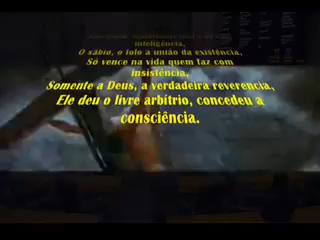 inteligência,
O sábio, o tolo a união da existência,
Só vence na vida quem faz com
insistência,
Somente a Deus, a verdadeira reverencia,
Ele deu o livre arbítrio, concedeu a
consciência.